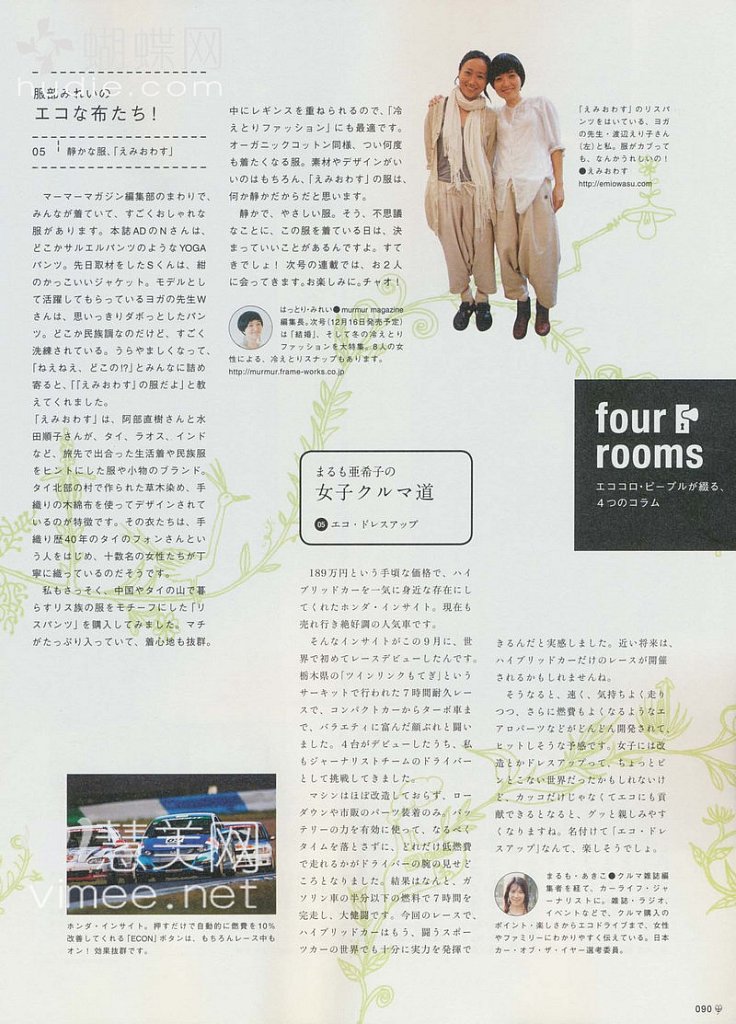 蝴蝶网
hudie.com
服部みれいの
エコな布たち！
05 静かな服、「えみおわす」
マーマーマガジン編集部のまわりで、
みんなが着ていて、すごくおしゃれな
服があります。本誌ADのNさんは、
どこかサルエルパンツのようなYOGA
パンツ。先日取材をしたSくんは、紺
のかっこいいジャケット。モデルとし
て活躍してもらっているヨガの先生W
さんは、思いっきりダボっとしたパン
ツ。どこか民族調なのだけど、すごく
洗練されている。うらやましくなって、
「ねえねえ、どこの!?」とみんなに詰め
寄ると、「「えみおわす」の服だよ」と教
えてくれました。
「えみおわす」は、阿部直樹さんと水
田順子さんが、タイ、ラオス、インド
など、旅先で出合った生活着や民族服
をヒントにした服や小物のブランド。
タイ北部の村で作られた草木染め、手
織りの木綿布を使ってデザインされて
いるのが特徴です。その衣たちは、手
織り歴40年のタイのフォンさんとい
う人をはじめ、十数名の女性たちが丁
寧に織っているのだそうです。
私もさっそく、中国やタイの山で暮
らすリス族の服をモチーフにした「リ
スパンツ」を購入してみました。マチ
がたっぷり入っていて、着心地も抜群。
中にレギンスを重ねられるので、「冷
えとりファッション」にも最適です。
オーガニックコットン同様、つい何度
も着たくなる服。素材やデザインがい
いのはもちろん、「えみおわす」の服は、
何か静かだからだと思います。
静かで、やさしい服。そう、不思議
なことに、この服を着ている日は、決
まっていいことがあるんですよ。すて
きでしょ！ 次号の連載では、お2人
に会ってきます。お楽しみに。チャオ！
はっとり・みれい●murmur magazine
編集長。次号(12月16日発売予定)
は「結婚」、そして冬の冷えとり
ファッションを大特集。8人の女
性による、冷えとりスナップもあります。
http://murmur.frame-works.co.jp
「えみおわす」のリスパ
ンツをはいている、ヨガ
の先生・渡辺えり子さん
（左）と私。服がカブって
も、なんかうれしいの！
●えみおわす
http://emiowasu.com
four
rooms
エココロ・ピープルが綴る、
4つのコラム
まるも亜希子の
女子クルマ道
05 エコ・ドレスアップ
189万円という手頃な価格で、ハイ
ブリッドカーを一気に身近な存在にし
てくれたホンダ・インサイト。現在も
売れ行き絶好調の人気車です。
そんなインサイトがこの9月に、世
界で初めてレースデビューしたんです。
栃木県の「ツインリンクもてぎ」という
サーキットで行われた7時間耐久レー
スで、コンパクトカーからターボ車ま
で、バラエティに富んだ顔ぶれと闘い
ました。4台がデビューしたうち、私
もジャーナリストチームのドライバー
として挑戦してきました。
マシンはほぼ改造しておらず、ロー
ダウンや市販のパーツ装着のみ。バッ
テリーの力を有効に使って、なるべく
タイムを落とさずに、どれだけ低燃費
で走れるかがドライバーの腕の見せど
ころとなりました。結果はなんと、ガ
ソリン車の半分以下の燃料で7時間を
完走し、大健闘です。今回のレースで、
ハイブリッドカーはもう、闘うスポー
ツカーの世界でも十分に実力を発揮で
きるんだと実感しました。近い将来は、
ハイブリッドカーだけのレースが開催
されるかもしれませんね。
そうなると、速く、気持ちよく走り
つつ、さらに燃費もよくなるようなエ
アロパーツなどがどんどん開発されて、
ヒットしそうな予感です。女子には改
造とかドレスアップって、ちょっとピ
ンとこない世界だったかもしれないけ
ど、カッコだけじゃなくてエコにも貢
献できるとなると、グッと親しみやす
くなりますね。名付けて「エコ・ドレ
スアップ」なんて、楽しそうでしょ。
まるも・あきこ●クルマ雑誌編
集者を経て、カーライフ・ジャ
ーナリストに。雑誌・ラジオ、
イベントなどで、クルマ購入の
ポイント・楽しさからエコドライブまで、女性
やファミリーにわかりやすく伝えている。日本
カー・オブ・ザ・イヤー選考委員。
慧美网
vimee.net
ホンダ・インサイト。押すだけで自動的に燃費を10%
改善してくれる「ECON」ボタンは、もちろんレース中も
オン！ 効果抜群です。
090